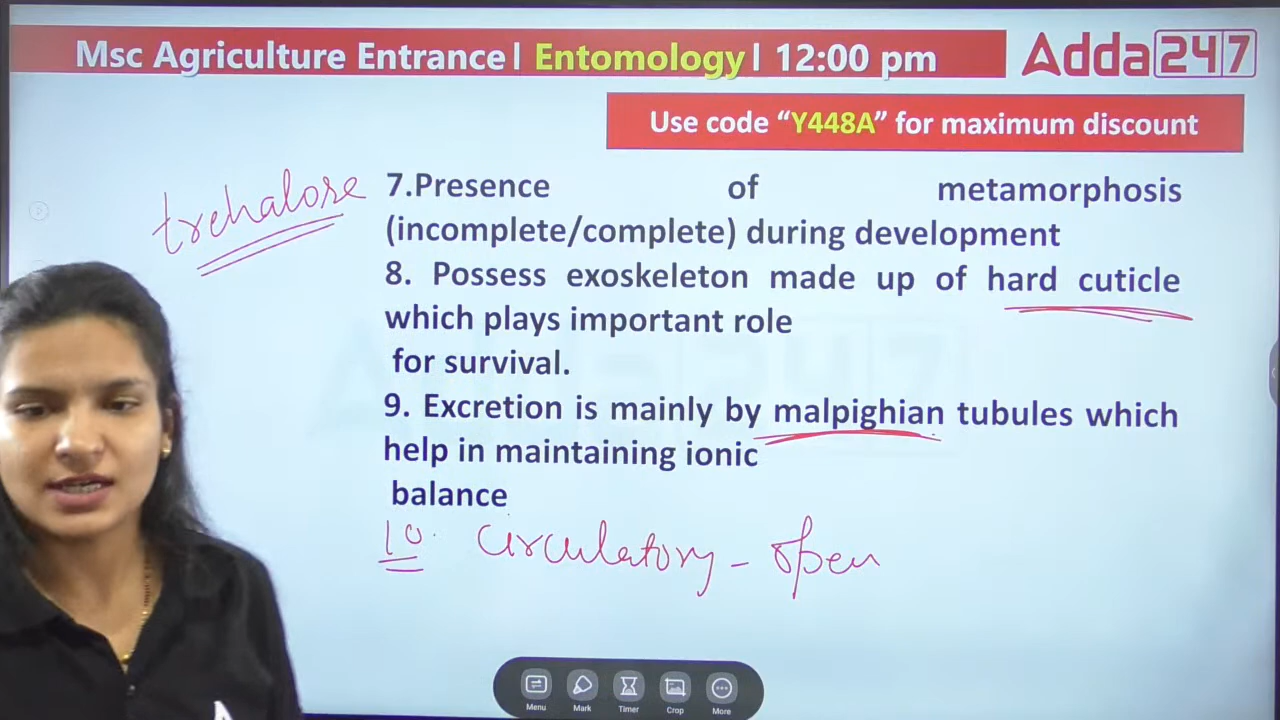 Msc Agriculture Entrance| Entomology| 12:00 pm
Adda247
Use code “Y448A” for maximum discount
trehalose
7.Presence of metamorphosis
(incomplete/complete) during development
8. Possess exoskeleton made up of hard cuticle
which plays important role
for survival.
9. Excretion is mainly by malpighian tubules which
help in maintaining ionic
balance
10. Circulatory - open
Menu Mark Timer Crop More